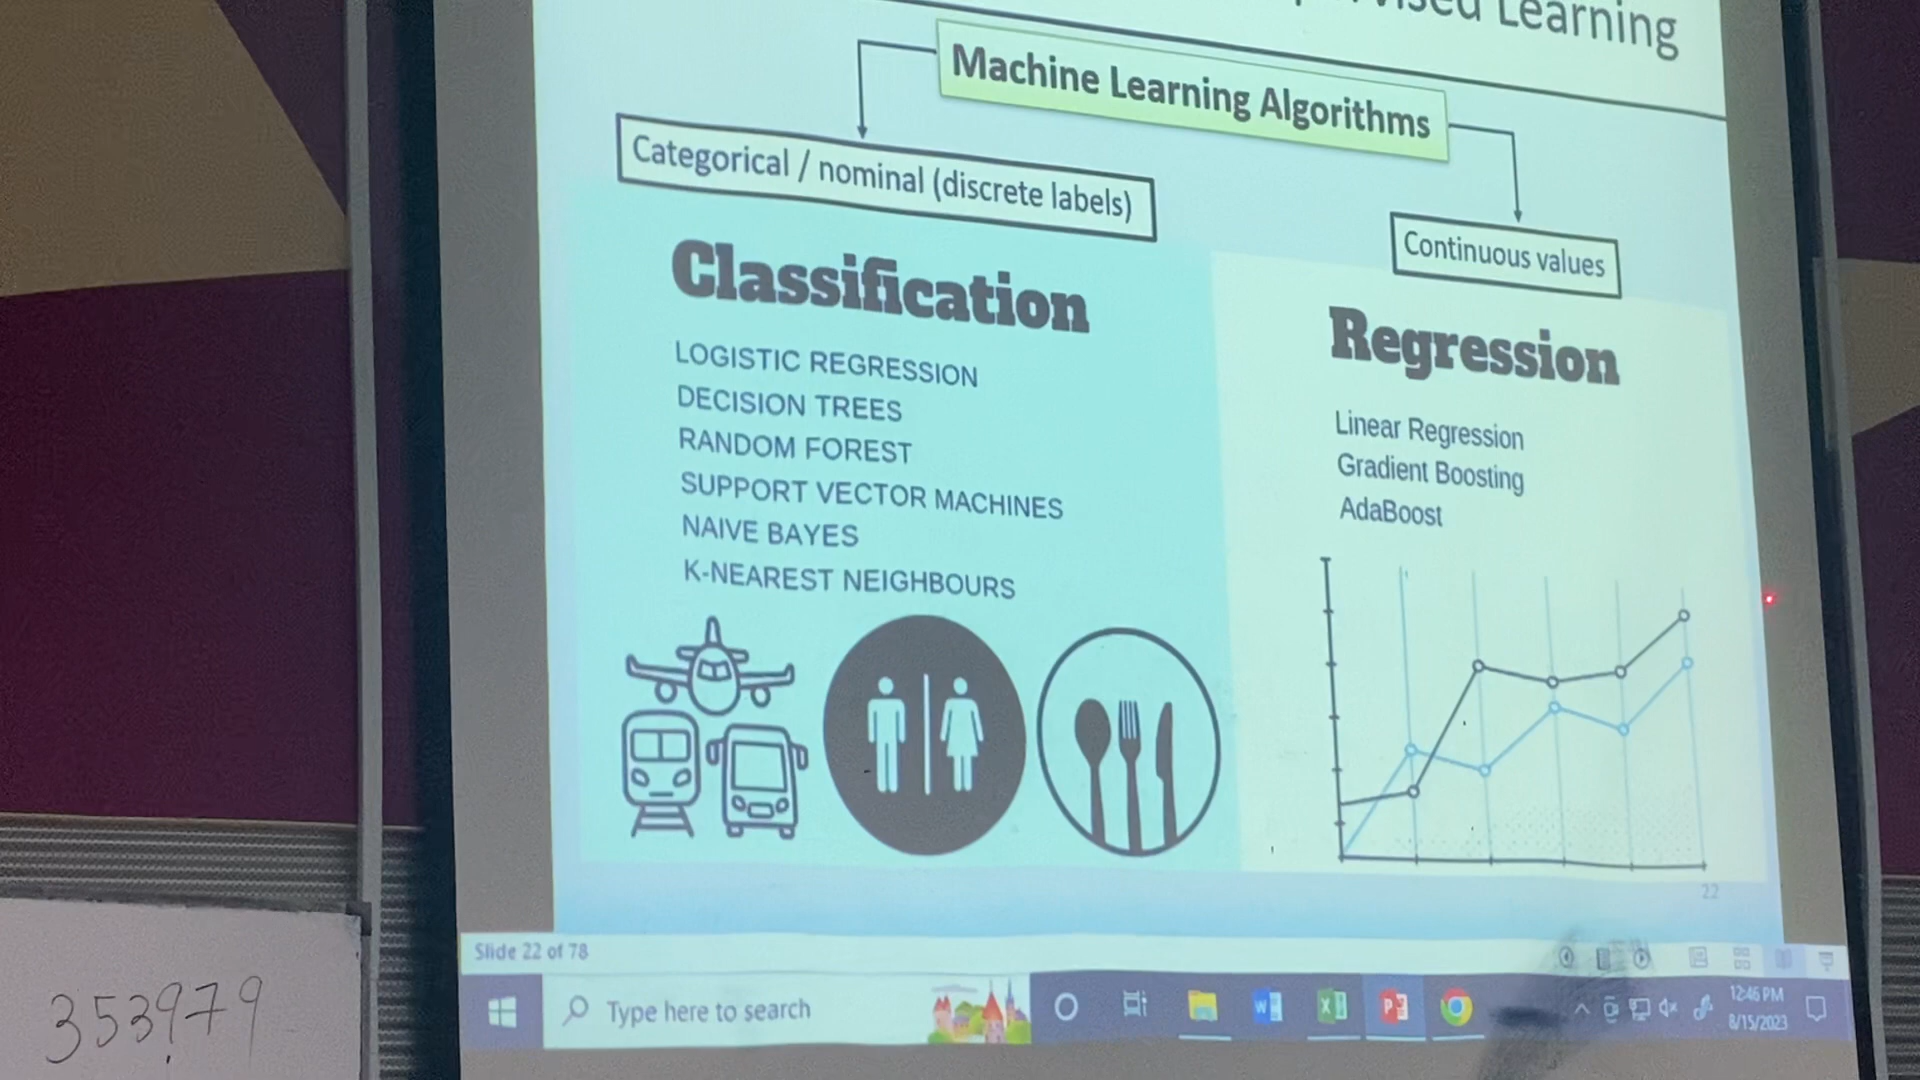 Learning
Machine Learning Algorithms
Categorical / nominal (discrete labels)
Continuous values
Classification
LOGISTIC REGRESSION
DECISION TREES
RANDOM FOREST
SUPPORT VECTOR MACHINES
NAIVE BAYES
K-NEAREST NEIGHBOURS
Regression
Linear Regression
Gradient Boosting
AdaBoost
22
Slide 22 of 78
Type here to search
12:46 PM
8/15/2023
353979